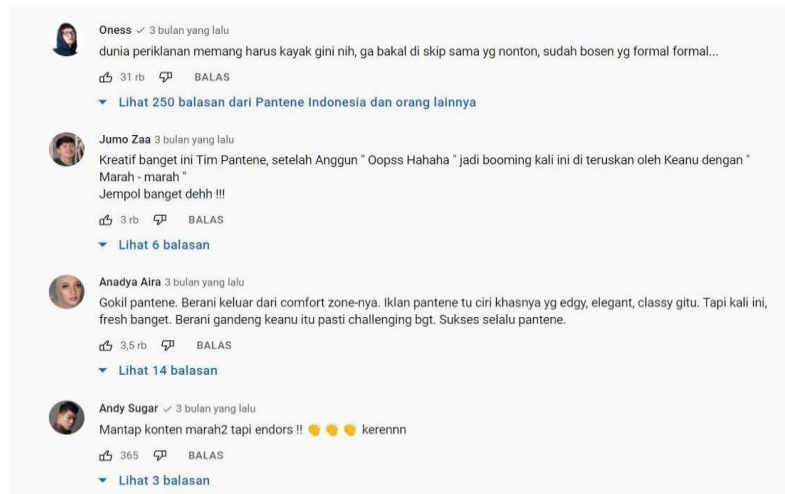 Oness ✓ 3 bulan yang lalu
dunia periklanan memang harus kayak gini nih, ga bakal di skip sama yg nonton, sudah bosen yg formal formal...
31 rb BALAS
Lihat 250 balasan dari Pantene Indonesia dan orang lainnya
Jumo Zaa 3 bulan yang lalu
Kreatif banget ini Tim Pantene, setelah Anggun " Oopss Hahaha " jadi booming kali ini di teruskan oleh Keanu dengan "
Marah - marah "
Jempol banget dehh !!!
3 rb BALAS
Lihat 6 balasan
Anadya Aira 3 bulan yang lalu
Gokil pantene. Berani keluar dari comfort zone-nya. Iklan pantene tu ciri khasnya yg edgy, elegant, classy gitu. Tapi kali ini,
fresh banget. Berani gandeng keanu itu pasti challenging bgt. Sukses selalu pantene.
3,5 rb BALAS
Lihat 14 balasan
Andy Sugar ✓ 3 bulan yang lalu
Mantap konten marah2 tapi endors !! 👏 👏 👏 kerennn
365 BALAS
Lihat 3 balasan